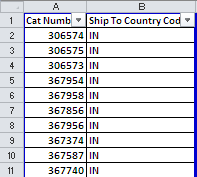 A B
1 Cat Numb Ship To Country Cod
2 306574 IN
3 306575 IN
4 306573 IN
5 367954 IN
6 367958 IN
7 367856 IN
8 367956 IN
9 367374 IN
10 367587 IN
11 367740 IN